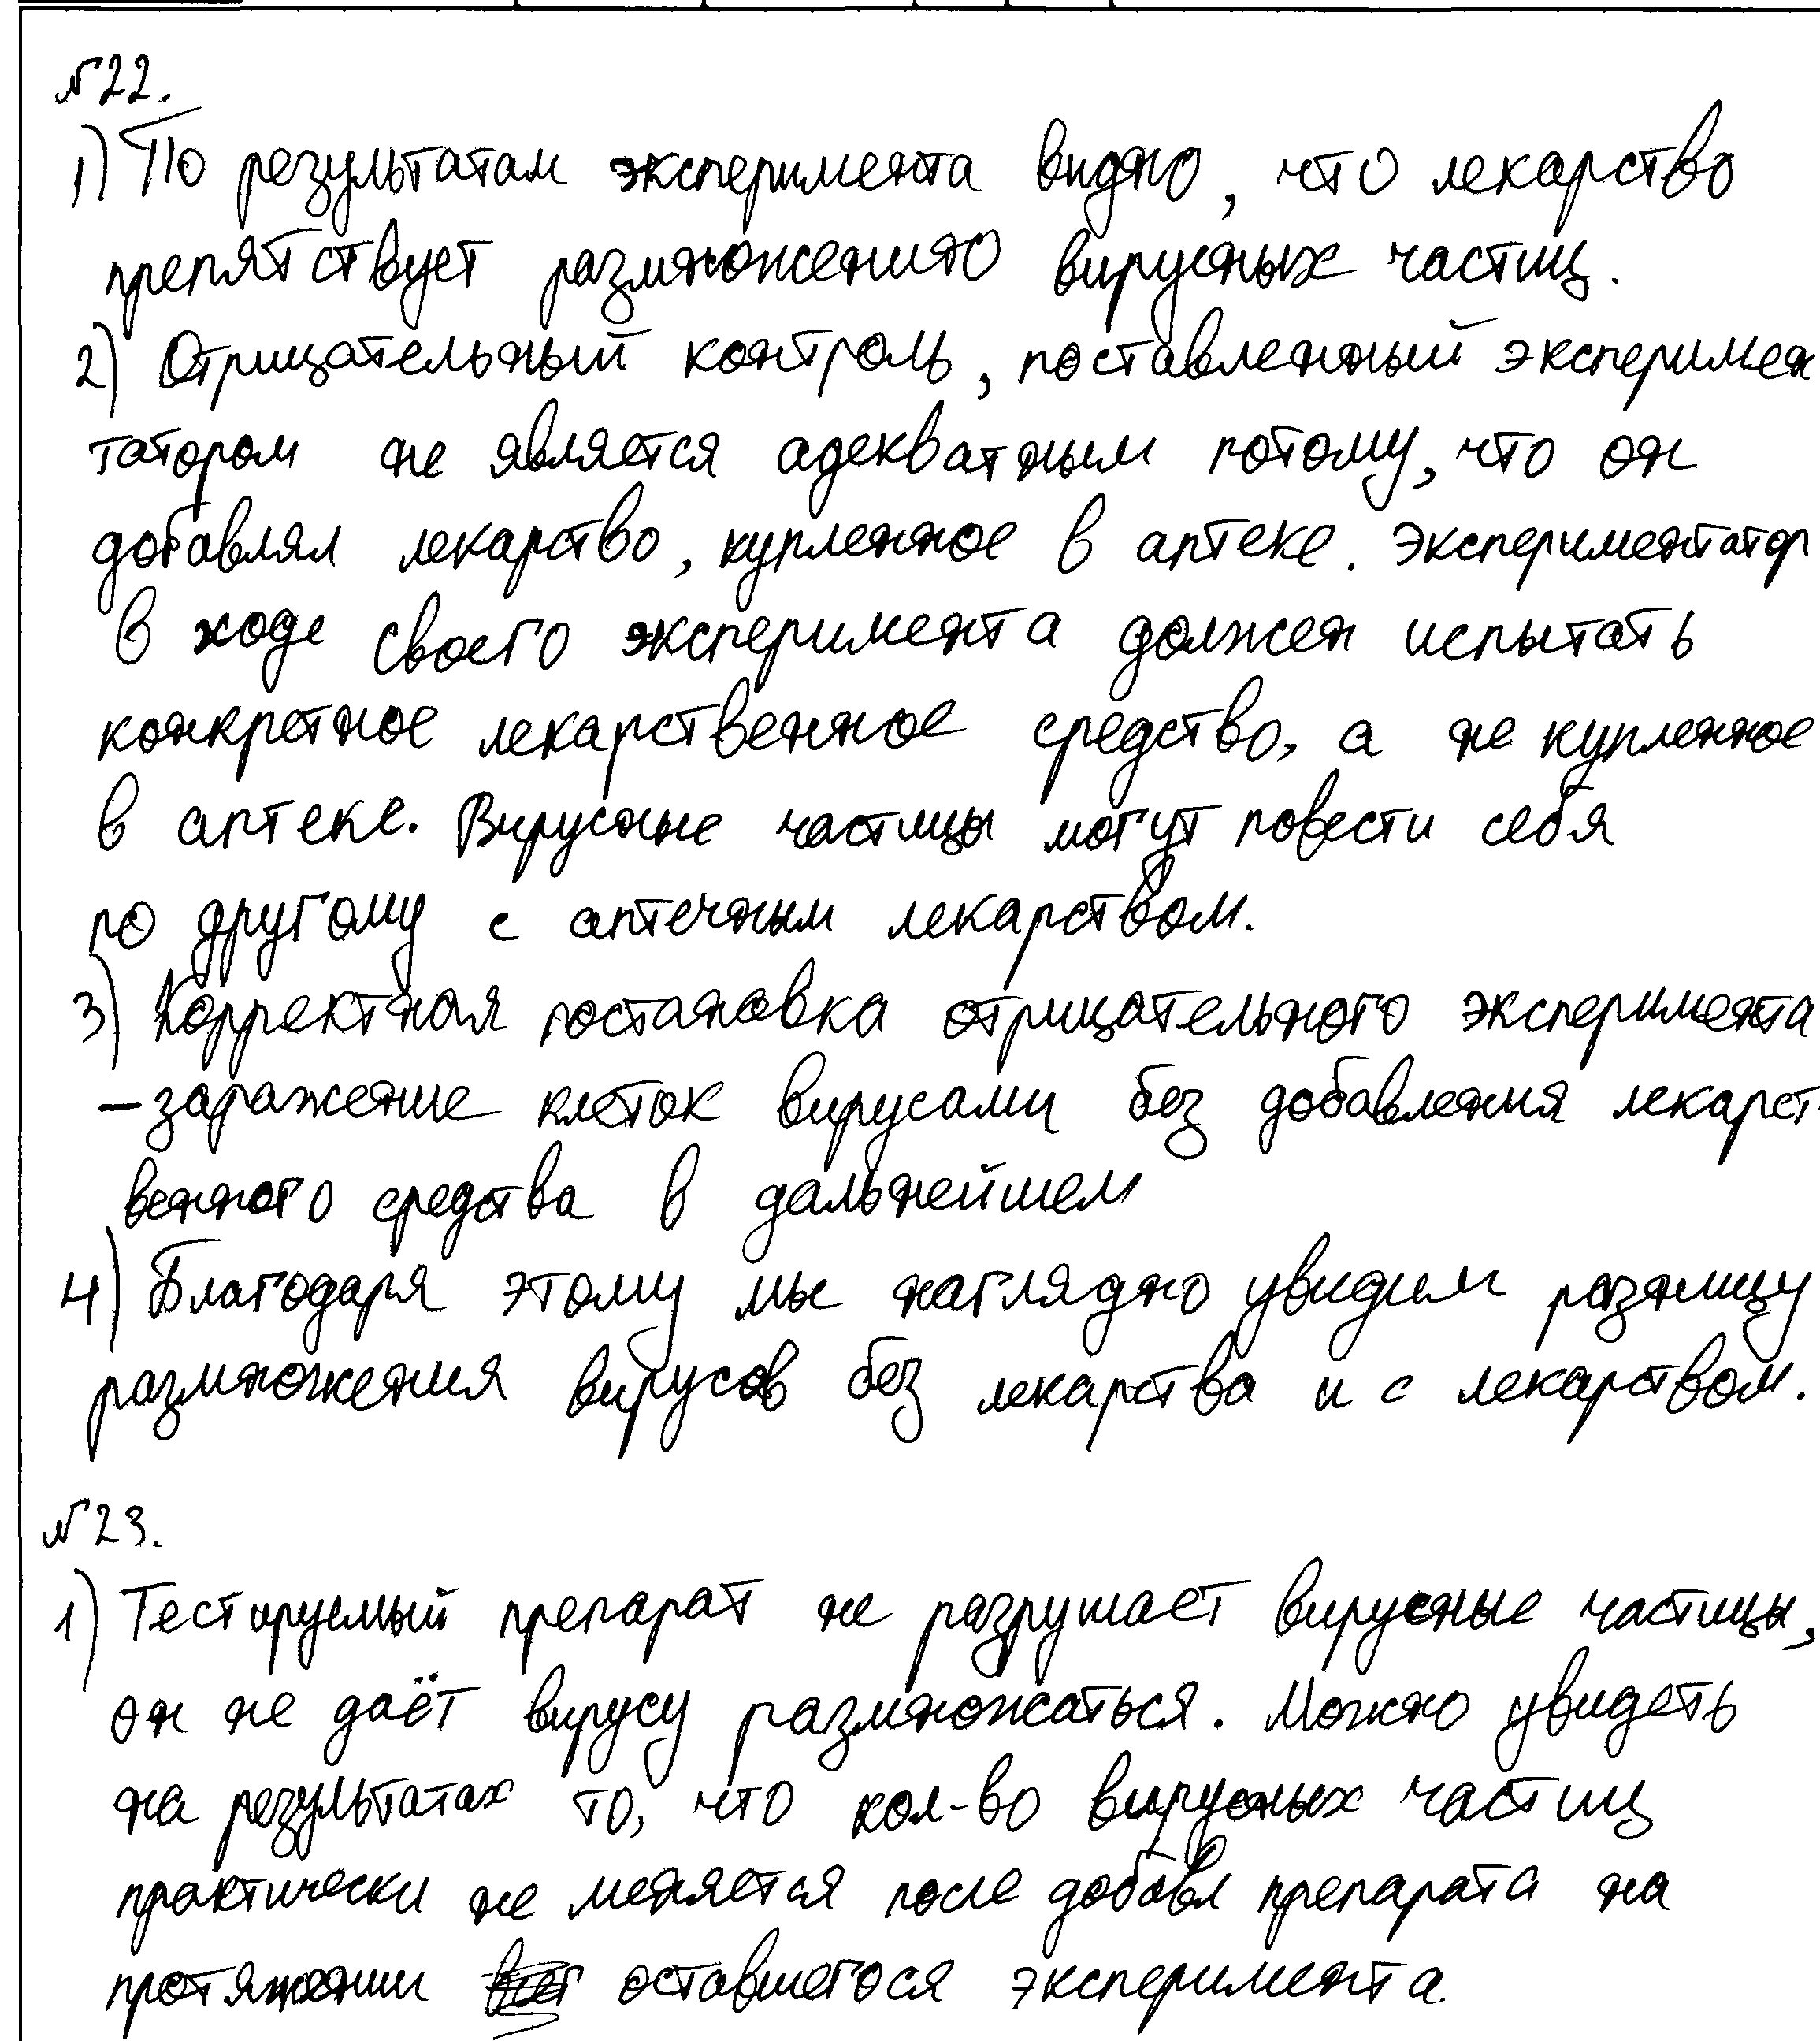 №22.
1) По результатам эксперимента видно, что лекарство
препятствует размножению вирусных частиц.
2) Отрицательный контроль, поставленный эксперимен
татором не является адекватным потому, что он
добавлял лекарство, купленное в аптеке. Экспериментатор
в ходе своего эксперимента должен испытать
конкретное лекарственное средство, а не купленное
в аптеке. Вирусные частицы могут повести себя
по другому с аптечным лекарством.
3) Корректная постановка отрицательного эксперимента
– заражение клеток вирусами без добавления лекарст-
венного средства в дальнейшем
4) Благодаря этому мы наглядно увидим разницу
размножения вирусов без лекарства и с лекарством.
№23.
1) Тестируемый препарат не разрушает вирусные частицы,
он не даёт вирусу размножаться. Можно увидеть
на результатах то, что кол-во вирусных частиц
практически не меняется после добавл препарата на
протяжении оставшегося эксперимента.